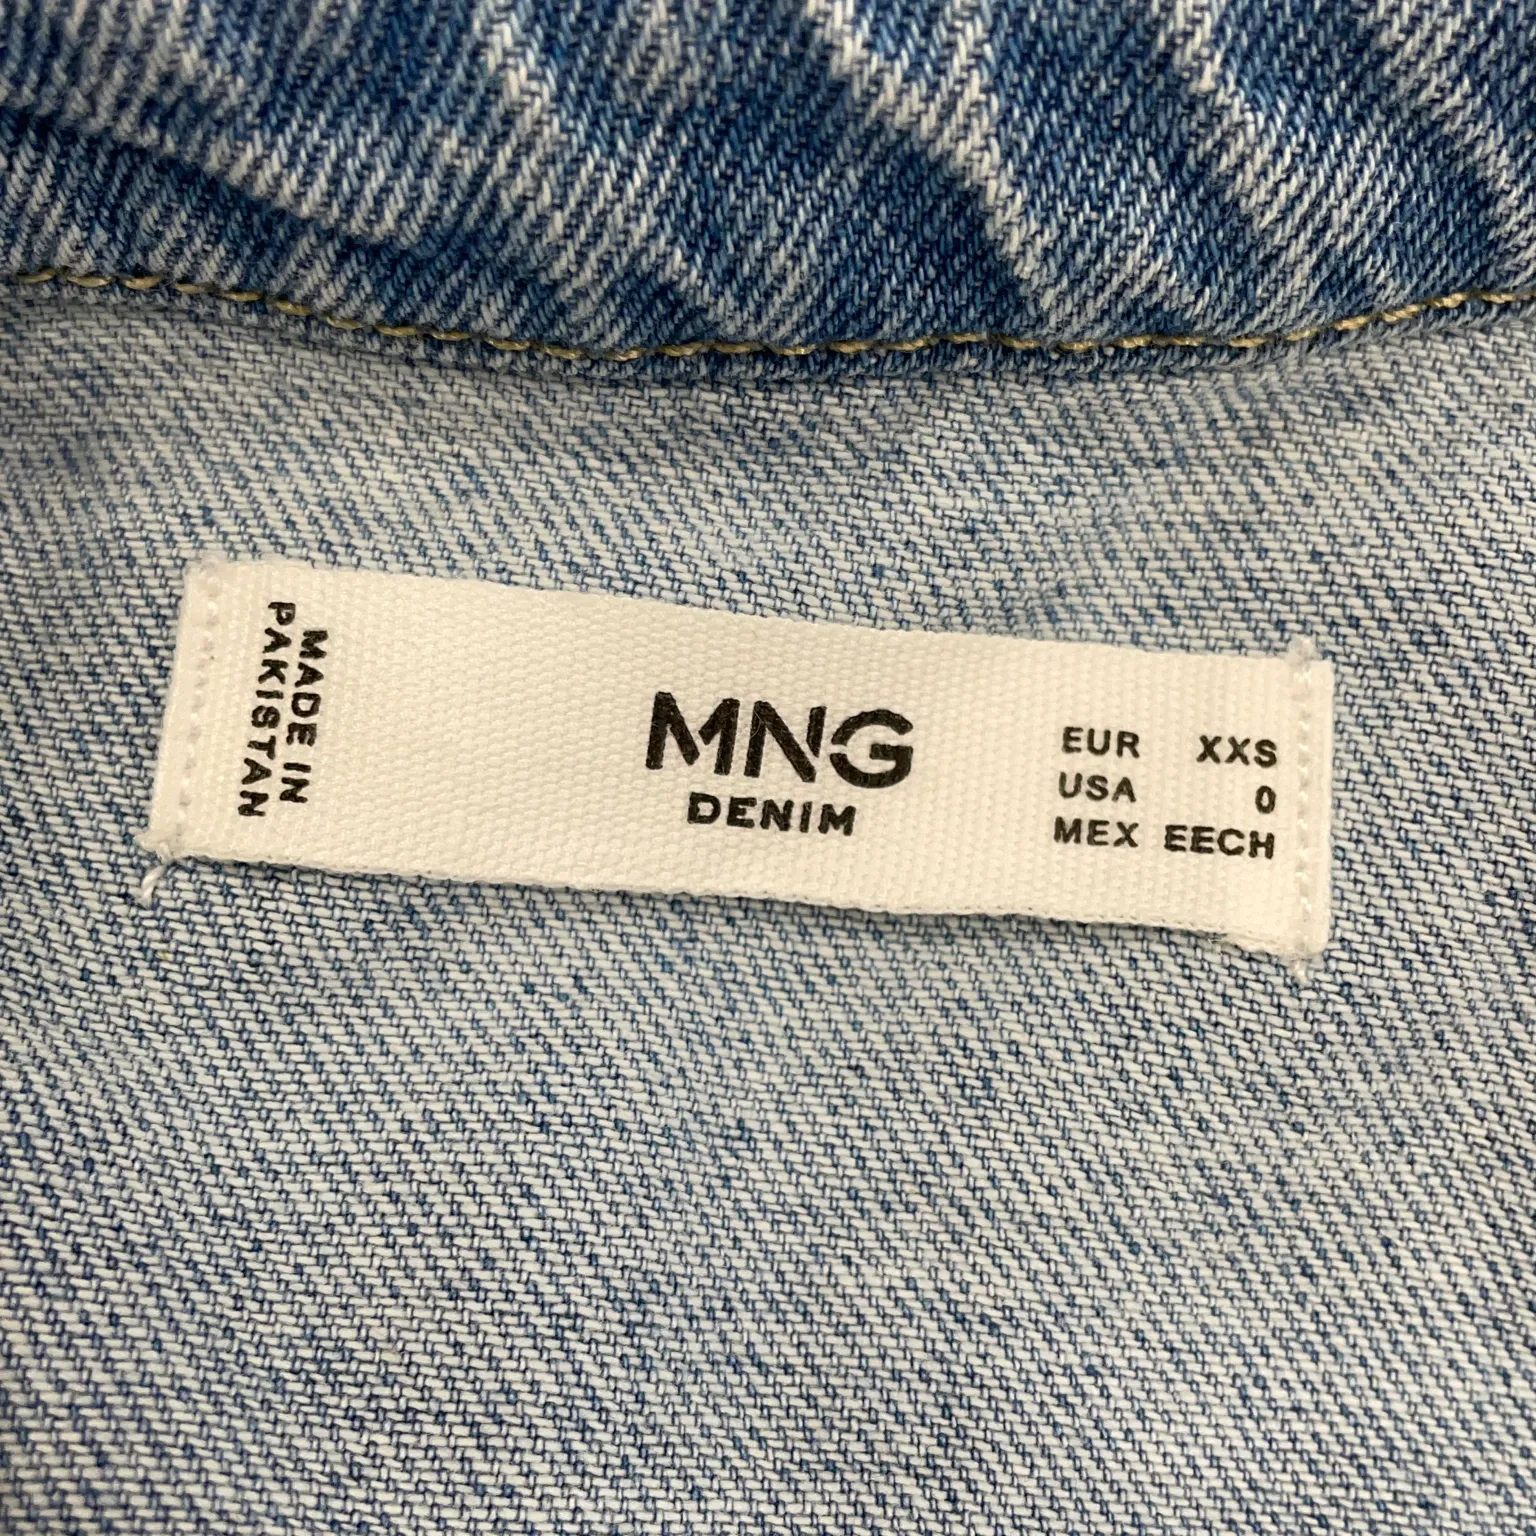 MADE IN
PAKISTAN
MNG
DENIM
EUR XXS
USA 0
MEX EECH